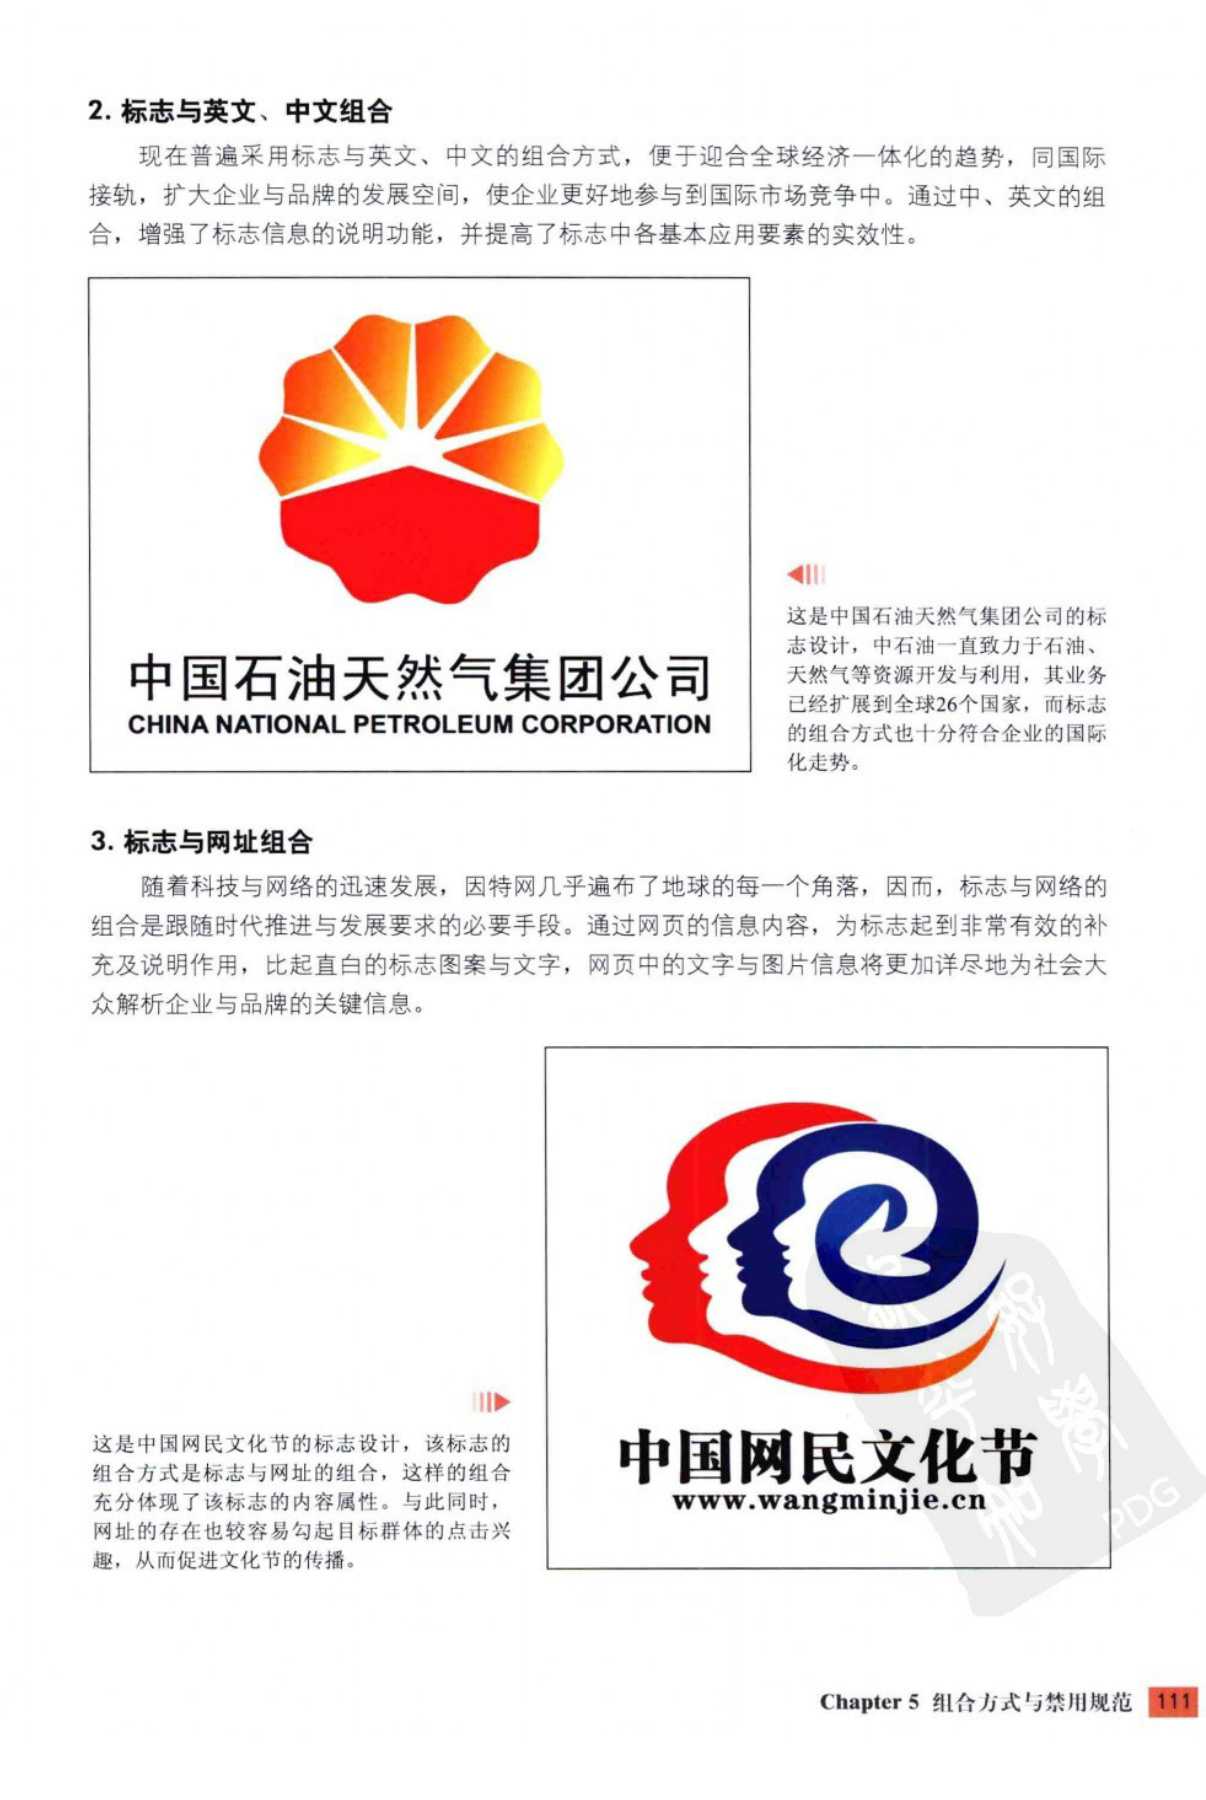 2. 标志与英文、中文组合
现在普遍采用标志与英文、中文的组合方式，便于迎合全球经济一体化的趋势，同国际
接轨，扩大企业与品牌的发展空间，使企业更好地参与到国际市场竞争中。通过中、英文的组
合，增强了标志信息的说明功能，并提高了标志中各基本应用要素的实效性。
中国石油天然气集团公司
CHINA NATIONAL PETROLEUM CORPORATION
这是中国石油天然气集团公司的标
志设计，中石油一直致力于石油、
天然气等资源开发与利用，其业务
已经扩展到全球26个国家，而标志
的组合方式也十分符合企业的国际
化走势。
3. 标志与网址组合
随着科技与网络的迅速发展，因特网几乎遍布了地球的每一个角落，因而，标志与网络的
组合是跟随时代推进与发展要求的必要手段。通过网页的信息内容，为标志起到非常有效的补
充及说明作用，比起直白的标志图案与文字，网页中的文字与图片信息将更加详尽地为社会大
众解析企业与品牌的关键信息。
中国网民文化节
www.wangminjie.cn
这是中国网民文化节的标志设计，该标志的
组合方式是标志与网址的组合，这样的组合
充分体现了该标志的内容属性。与此同时，
网址的存在也较容易勾起目标群体的点击兴
趣，从而促进文化节的传播。
PDG
Chapter 5 组合方式与禁用规范 111